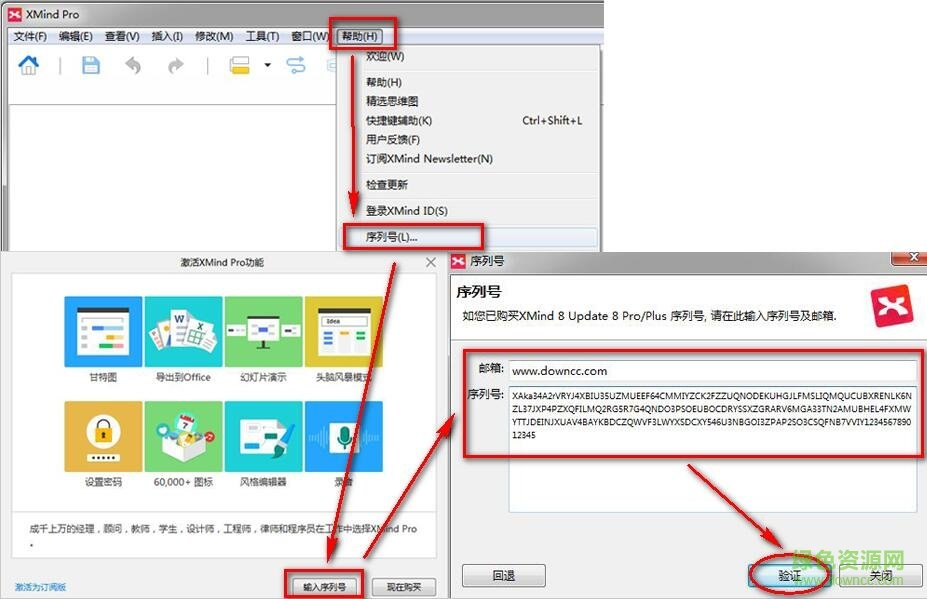 XMind Pro
文件(F) 编辑(E) 查看(V) 插入(I) 修改(M) 工具(T) 窗口(W) 帮助(H)
欢迎(W)
帮助(H)
精选思维图
快捷键辅助(K) Ctrl+Shift+L
用户反馈(F)
订阅XMind Newsletter(N)
检查更新
登录XMind ID(S)
序列号(L)...
激活XMind Pro功能
甘特图 导出到Office 幻灯片演示 头脑风暴模式
Idea
设置密码 60,000+ 图标 风格编辑器 录音
成千上万的经理，顾问，教师，学生，设计师，工程师，律师和程序员在工作中选择XMind Pro
。
激活为订阅版 输入序列号 现在购买
序列号
序列号
如您已购买XMind 8 Update 8 Pro/Plus 序列号, 请在此输入序列号及邮箱.
邮箱: www.downcc.com
序列号: XAka34A2rVRYJ4XBIU35UZMUEEF64CMMIYZCK2FZZUQNODEKUHGJLFMSLIQMQUCUBXRENLK6N
ZL37JXP4PZXQFILMQ2RG5R7G4QNDO3PSOEUBOCDRYSSXZGRARV6MGA33TN2AMUBHEL4FXMW
YTTJDEINJXUAV4BAYKBDCZQWVF3LWYXSDCXY546U3NBGOI3ZPAP2SO3CSQFNB7VVIY1234567890
12345
回退 验证 关闭
绿色资源网
www.downcc.com